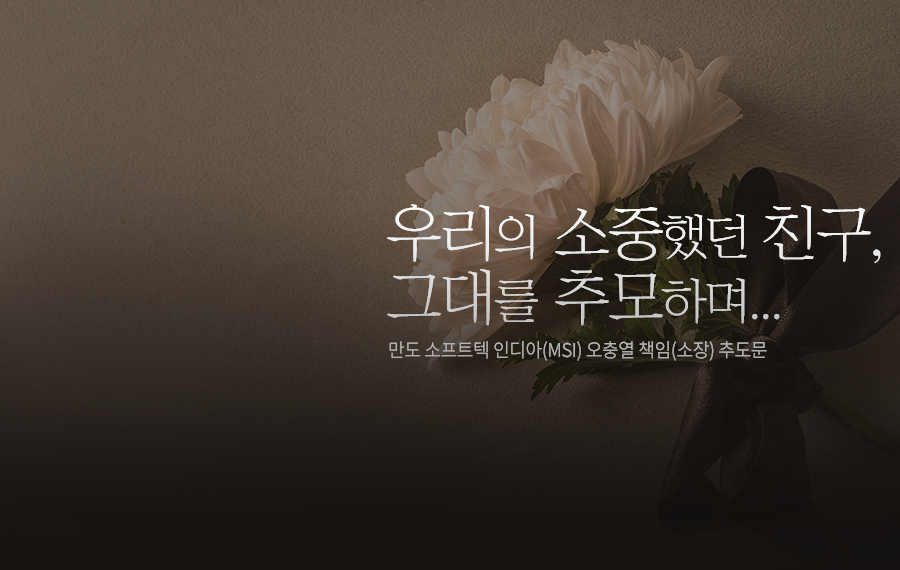 우리의 소중했던 친구,
그대를 추모하며...
만도 소프트텍 인디아(MSI) 오충열 책임(소장) 추도문